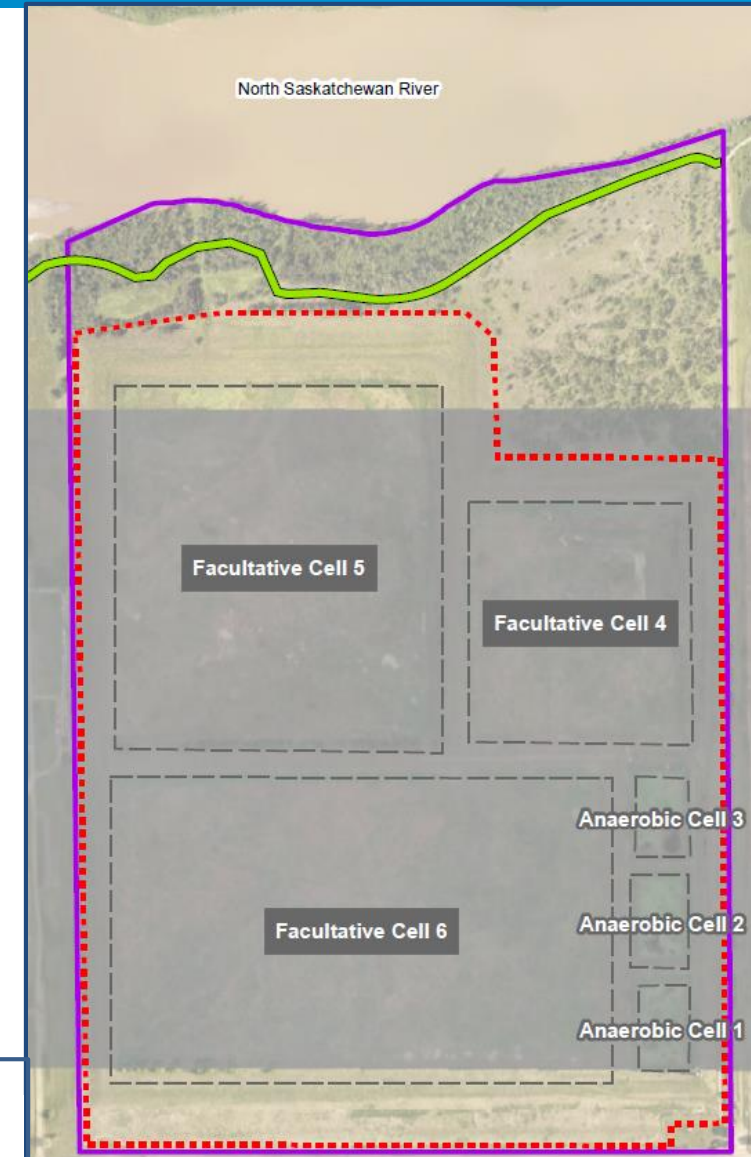 North Saskatchewan River
Facultative Cell 5
Facultative Cell 4
Anaerobic Cell 3
Anaerobic Cell 2
Facultative Cell 6
Anaerobic Cell 1